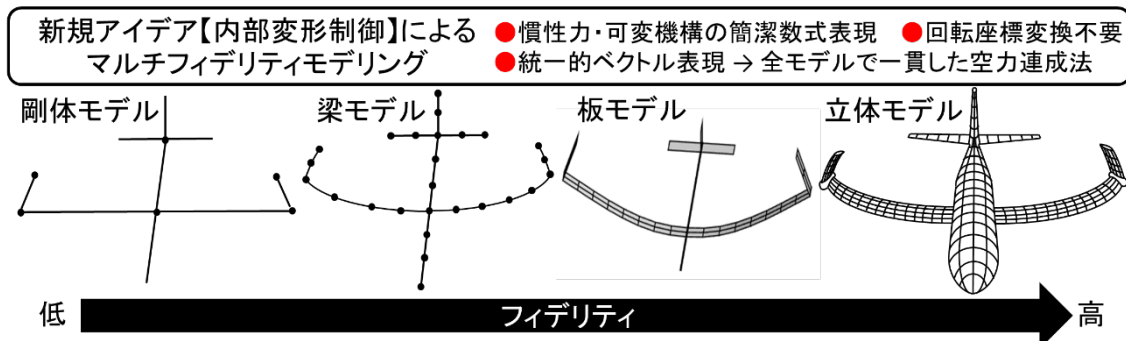 新規アイデア【内部変形制御】による
マルチフィデリティモデリング
●慣性力・可変機構の簡潔数式表現 ●回転座標変換不要
●統一的ベクトル表現 → 全モデルで一貫した空力連成法
剛体モデル 梁モデル 板モデル 立体モデル
低 フィデリティ 高